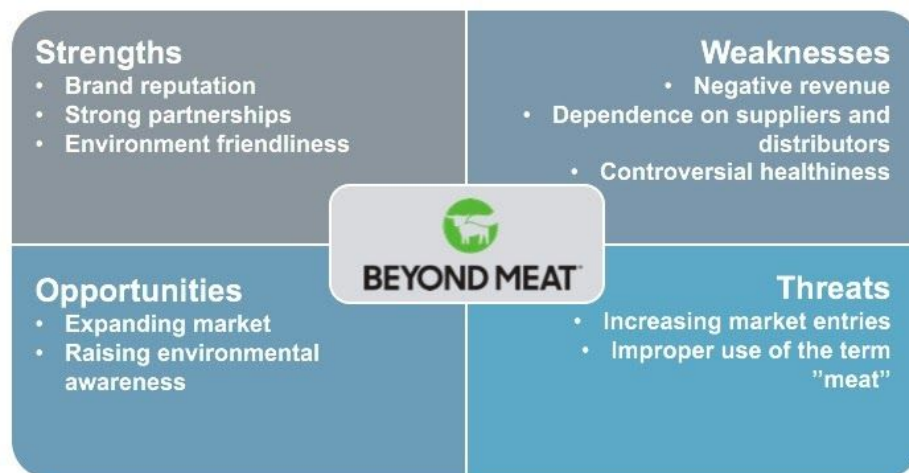 Strengths
• Brand reputation
• Strong partnerships
• Environment friendliness
Weaknesses
• Negative revenue
• Dependence on suppliers and
distributors
• Controversial healthiness
BEYOND MEAT™
Opportunities
• Expanding market
• Raising environmental
awareness
Threats
• Increasing market entries
• Improper use of the term
”meat”